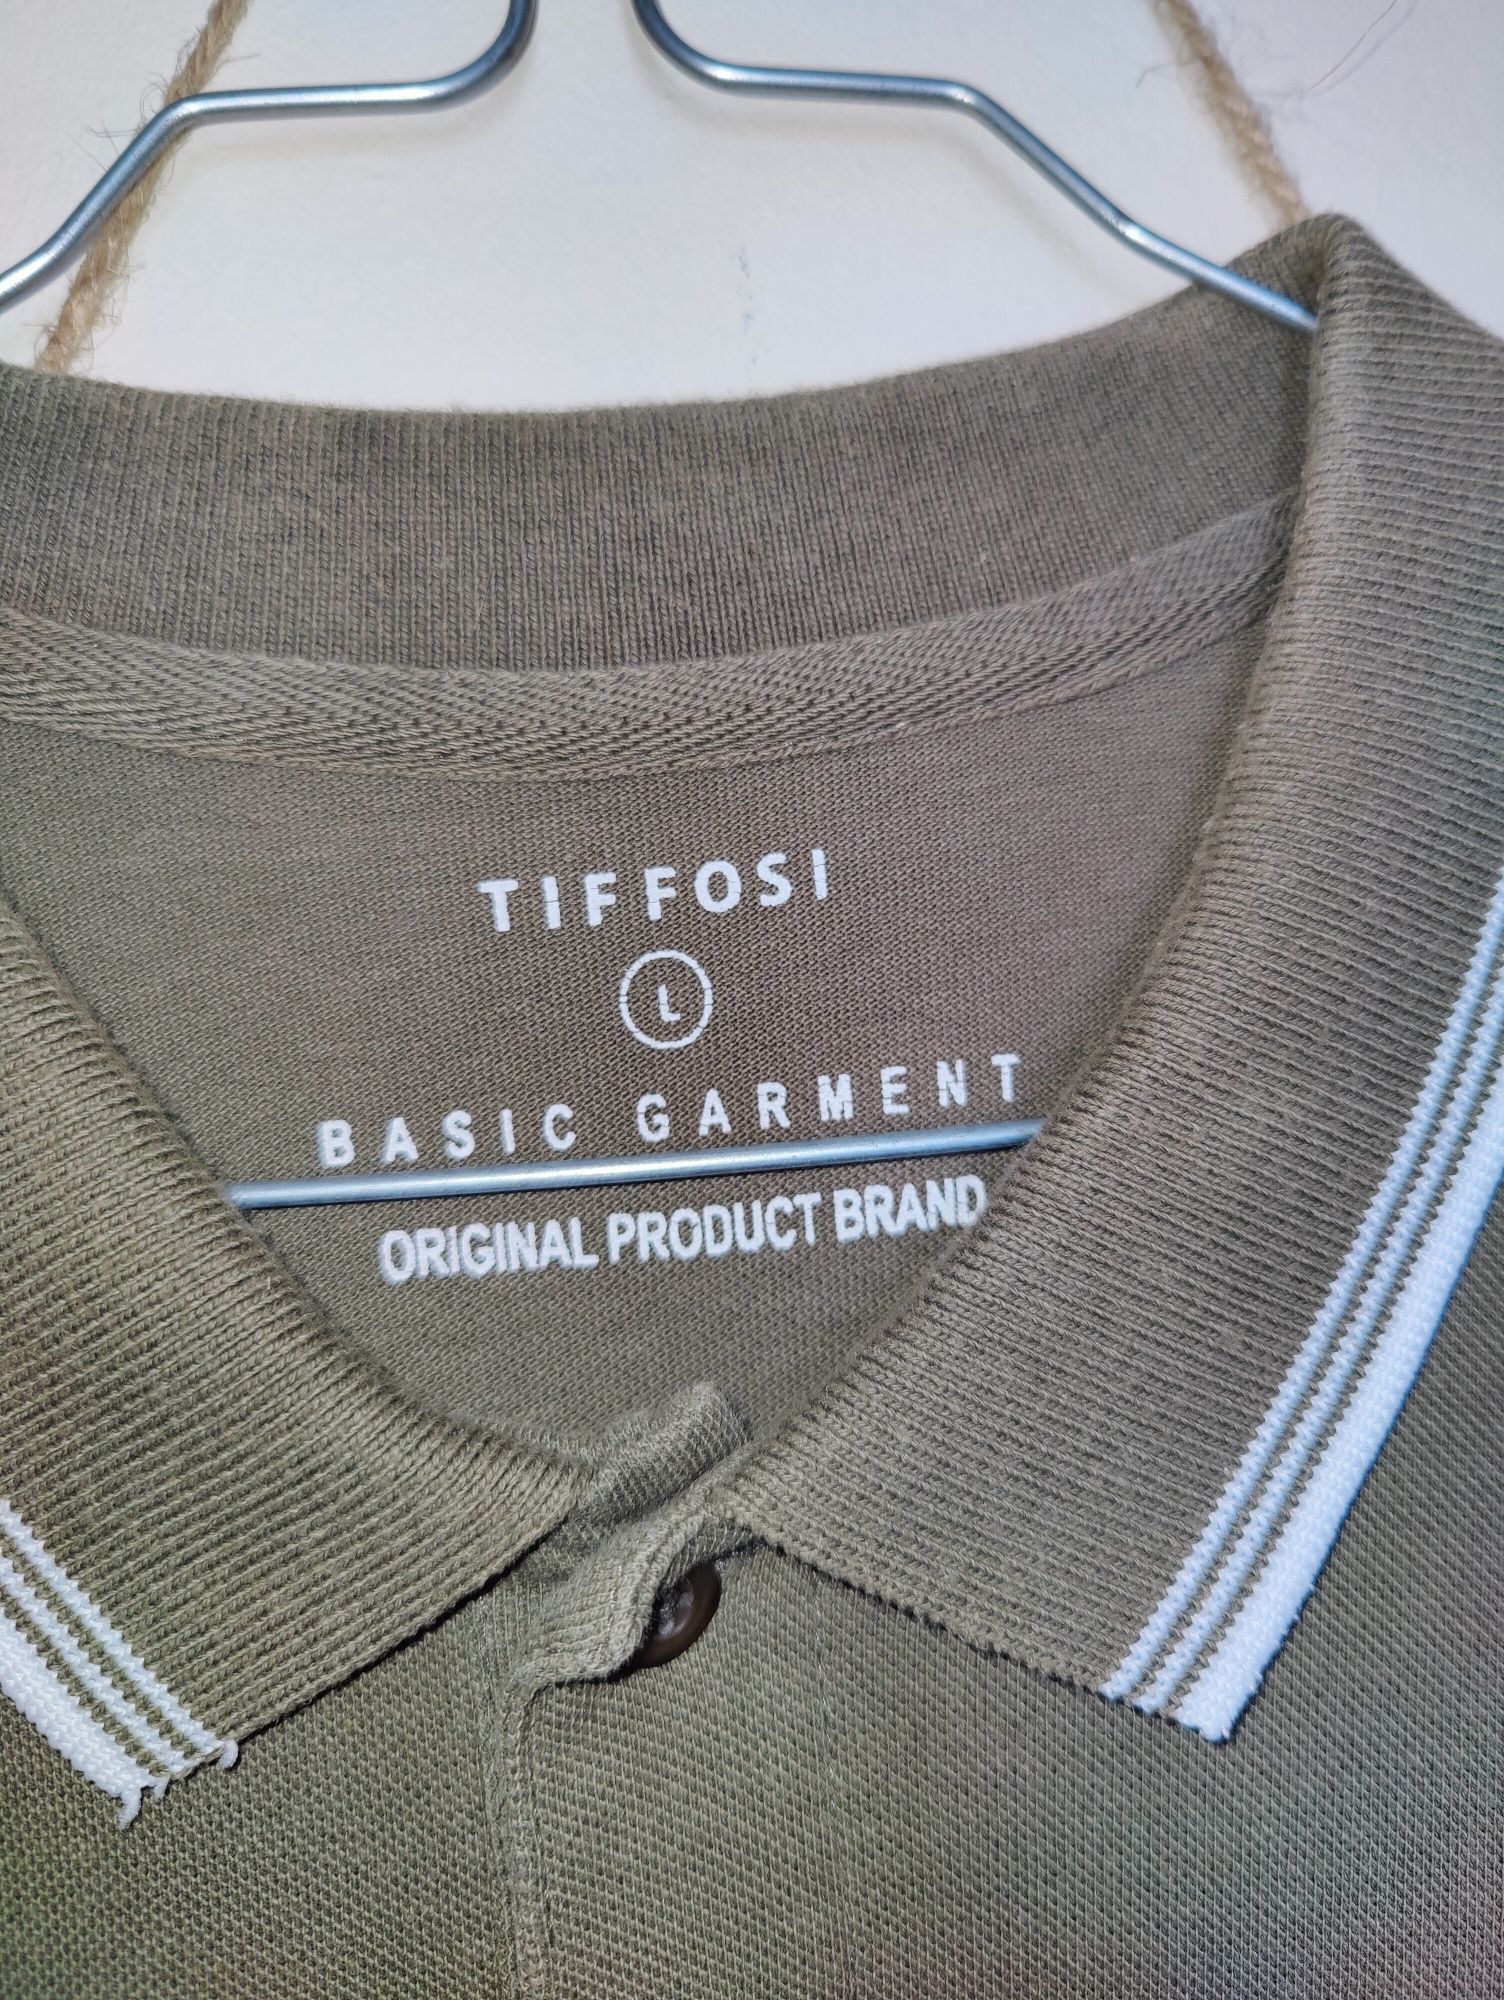 TIFFOSI
L
BASIC GARMENT
ORIGINAL PRODUCT BRAND